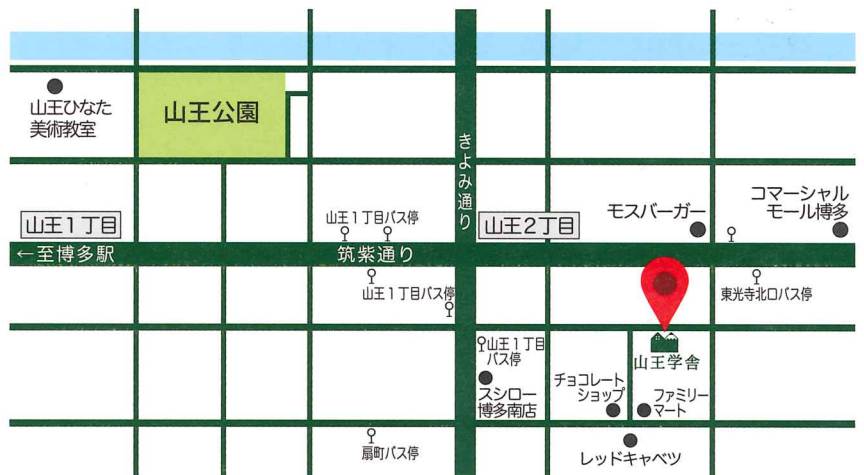 山王ひなた
美術教室
山王公園
きよみ通り
山王1丁目
山王1丁目バス停
山王2丁目
モスバーガー
コマーシャル
モール博多
←至博多駅
筑紫通り
山王1丁目バス停
東光寺北口バス停
山王1丁目
バス停
スシロー
博多南店
チョコレート
ショップ
山王学舎
ファミリー
マート
扇町バス停
レッドキャベツ